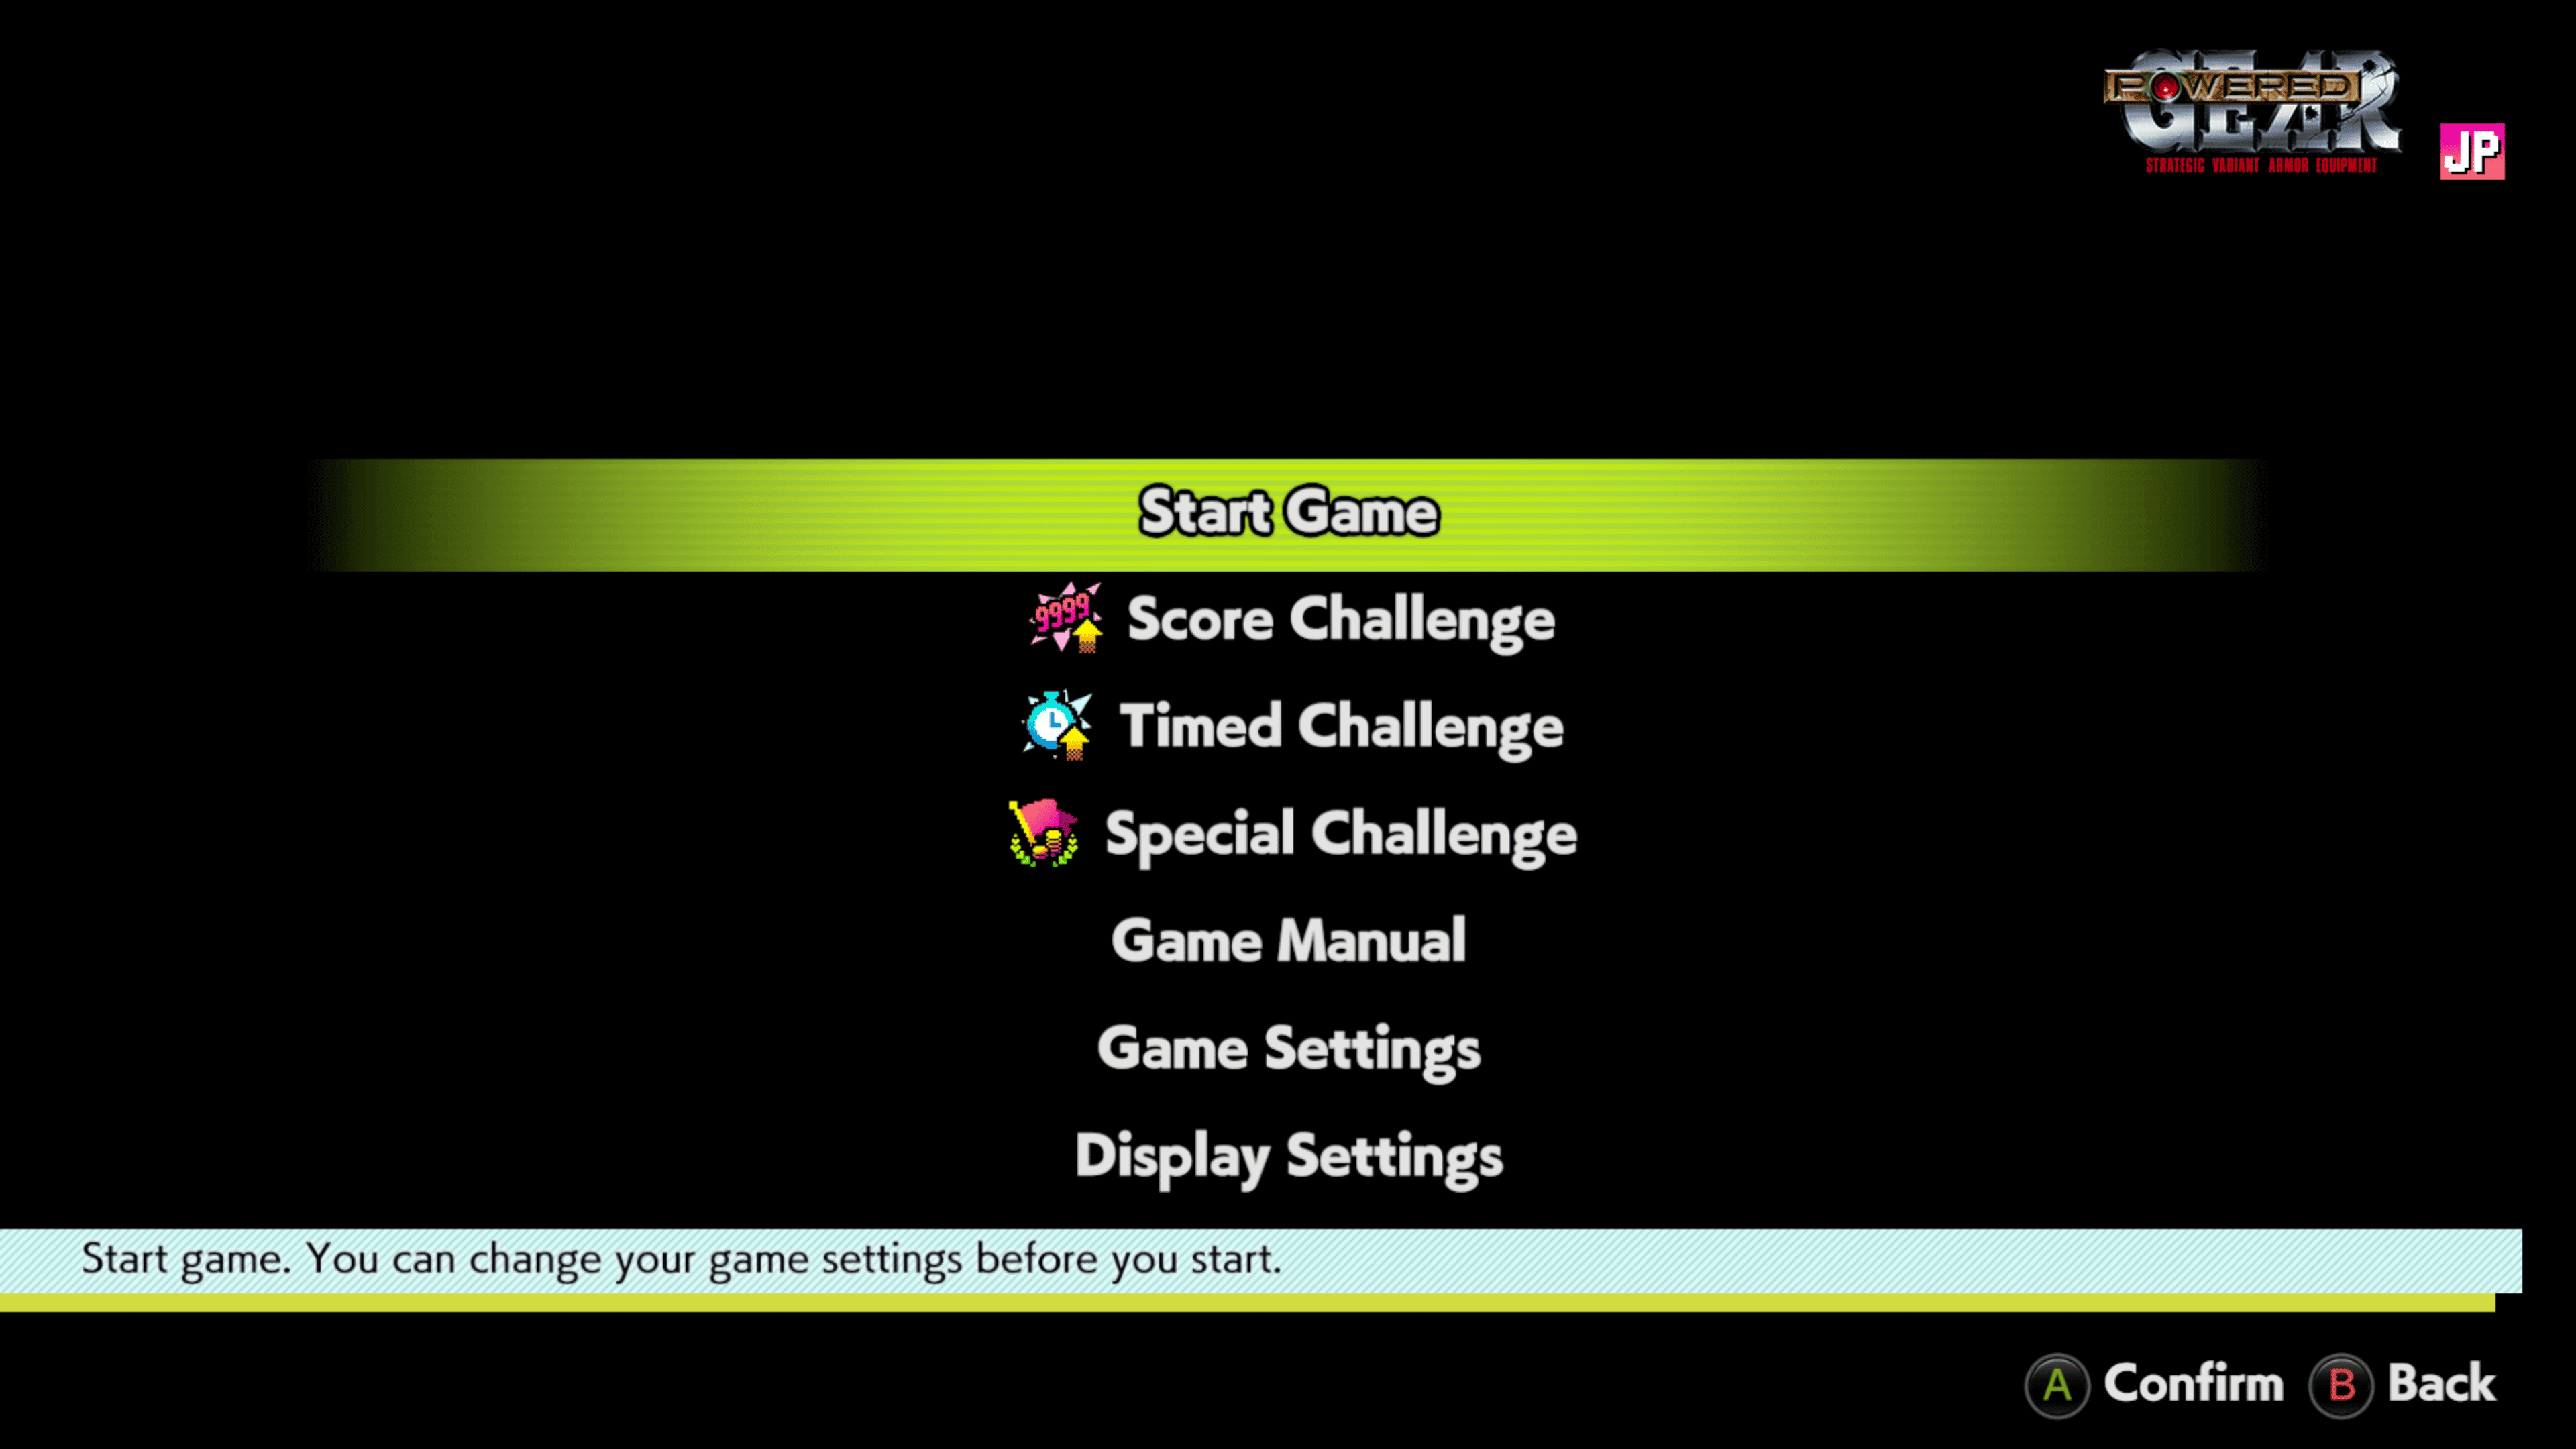 POWERED
GEAR
STRATEGIC VARIANT ARMOR EQUIPMENT
JP
Start Game
9999
Score Challenge
Timed Challenge
Special Challenge
Game Manual
Game Settings
Display Settings
Start game. You can change your game settings before you start.
A Confirm B Back